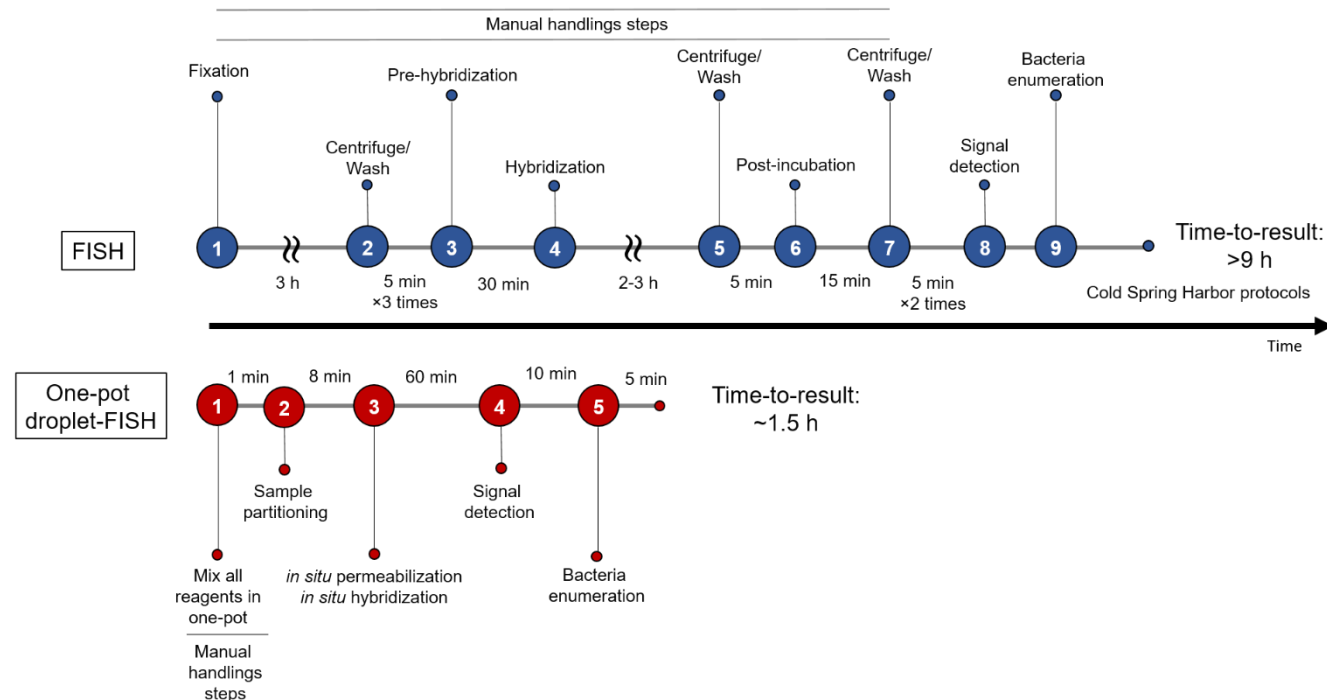 Manual handlings steps
Fixation
Pre-hybridization
Centrifuge/
Wash
Centrifuge/
Wash
Bacteria
enumeration
Centrifuge/
Wash
Hybridization
Post-incubation
Signal
detection
FISH
1
2
3
4
5
6
7
8
9
3 h
5 min
×3 times
30 min
2-3 h
5 min
15 min
5 min
×2 times
Time-to-result:
>9 h
Cold Spring Harbor protocols
Time
One-pot
droplet-FISH
1 min
8 min
60 min
10 min
5 min
1
2
3
4
5
Time-to-result:
~1.5 h
Sample
partitioning
Signal
detection
Mix all
reagents in
one-pot
in situ permeabilization
in situ hybridization
Bacteria
enumeration
Manual
handlings
steps